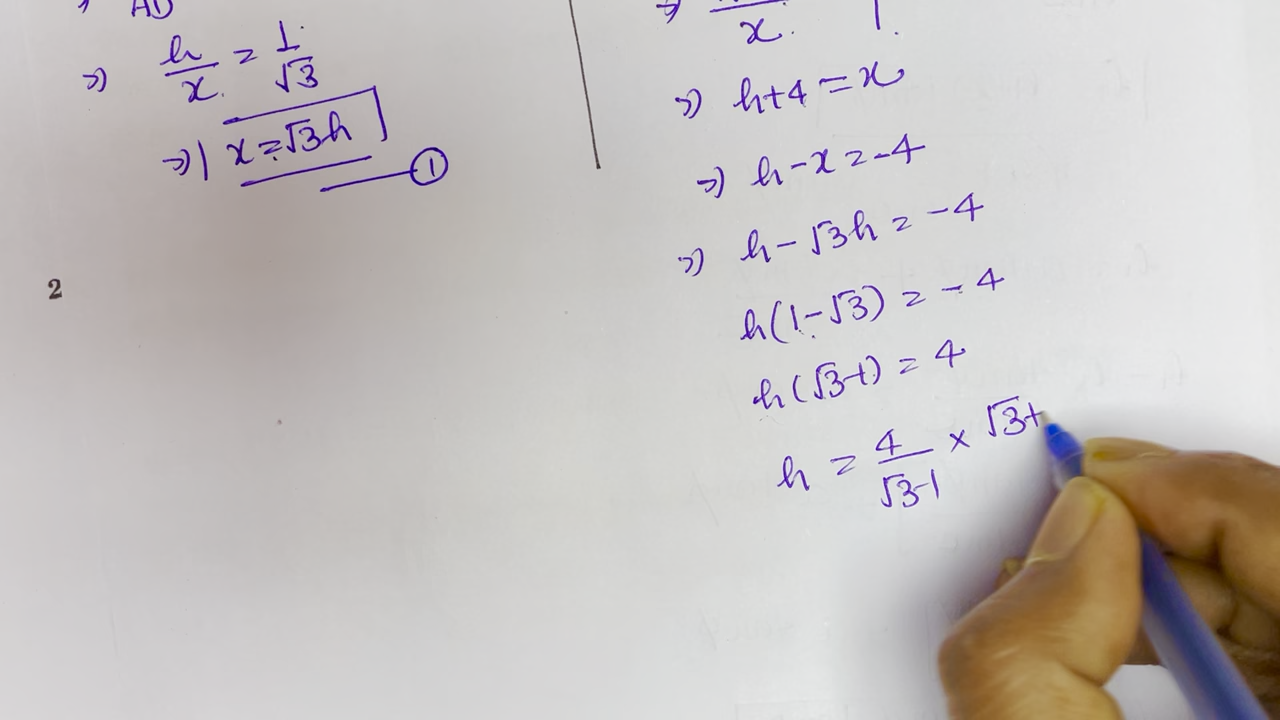 AD
⇒) h/x = 1/√3
⇒) x = √3h ①
x
⇒) h+4 = x
⇒) h-x = -4
⇒) h-√3h = -4
h(1-√3) = -4
h(√3-1) = 4
h = 4/√3-1 × √3+
2